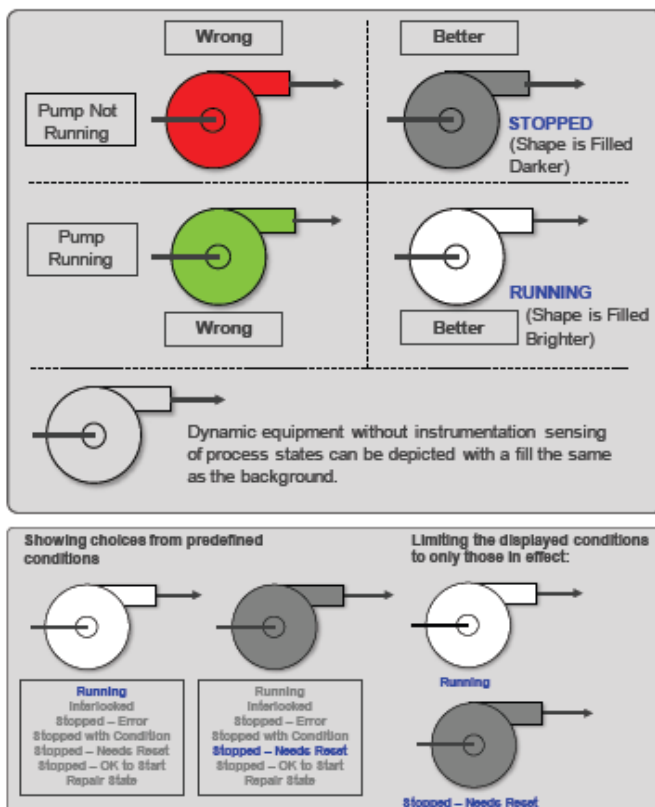 Wrong
Better
Pump Not
Running
STOPPED
(Shape is Filled
Darker)
Pump
Running
RUNNING
(Shape is Filled
Brighter)
Wrong
Better
Dynamic equipment without instrumentation sensing
of process states can be depicted with a fill the same
as the background.
Showing choices from predefined
conditions
Limiting the displayed conditions
to only those in effect:
Running
Interlooked
Stopped – Error
Stopped with Condition
Stopped – Needs Reset
Stopped – OK to Start
Repair State
Running
Interlooked
Stopped – Error
Stopped with Condition
Stopped – Needs Reset
Stopped – OK to Start
Repair State
Running
Stopped – Needs Reset